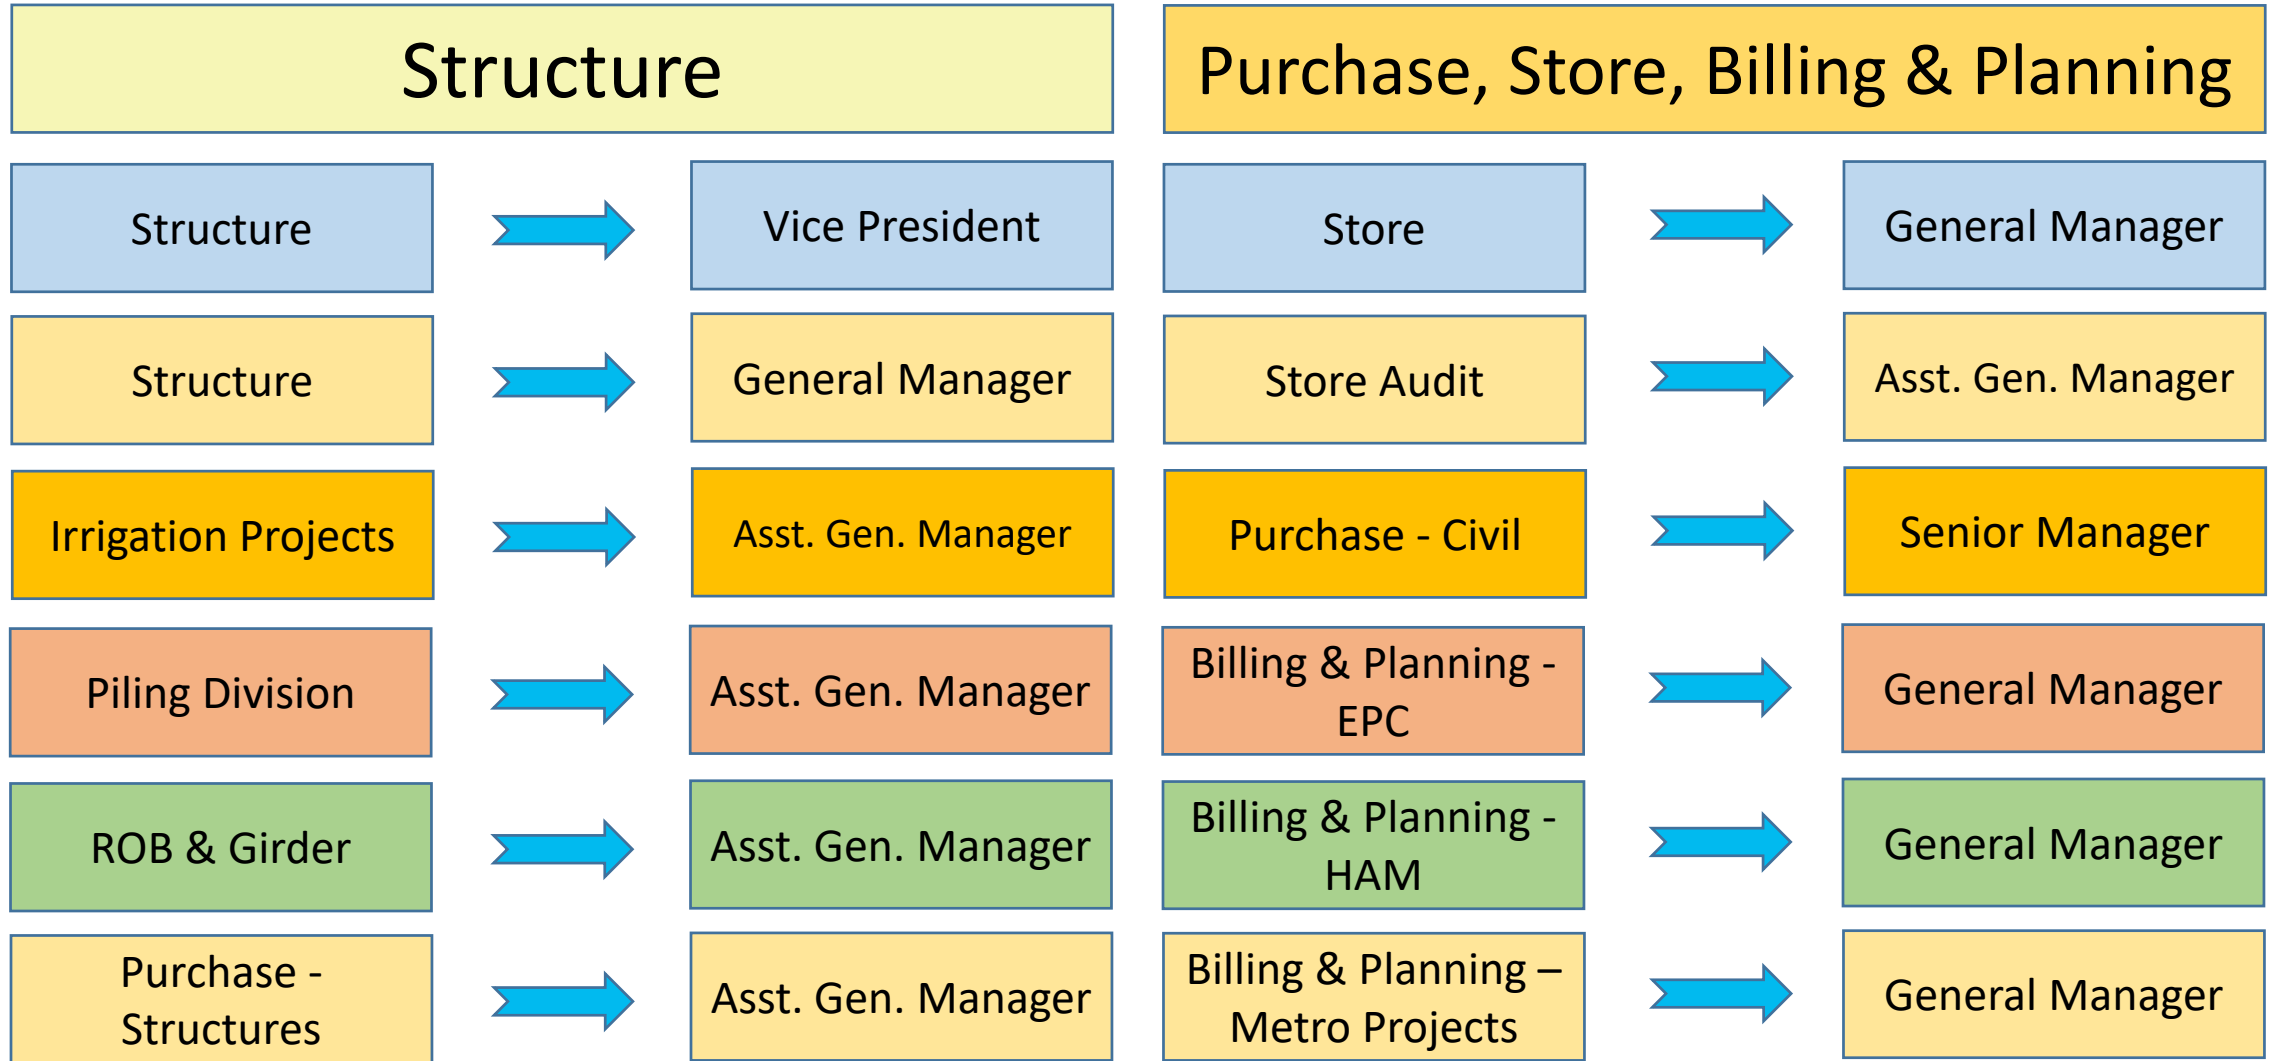 Structure
Purchase, Store, Billing & Planning
Structure
Vice President
Store
General Manager
Structure
General Manager
Store Audit
Asst. Gen. Manager
Irrigation Projects
Asst. Gen. Manager
Purchase - Civil
Senior Manager
Piling Division
Asst. Gen. Manager
Billing & Planning -
EPC
General Manager
ROB & Girder
Asst. Gen. Manager
Billing & Planning -
HAM
General Manager
Purchase -
Structures
Asst. Gen. Manager
Billing & Planning –
Metro Projects
General Manager